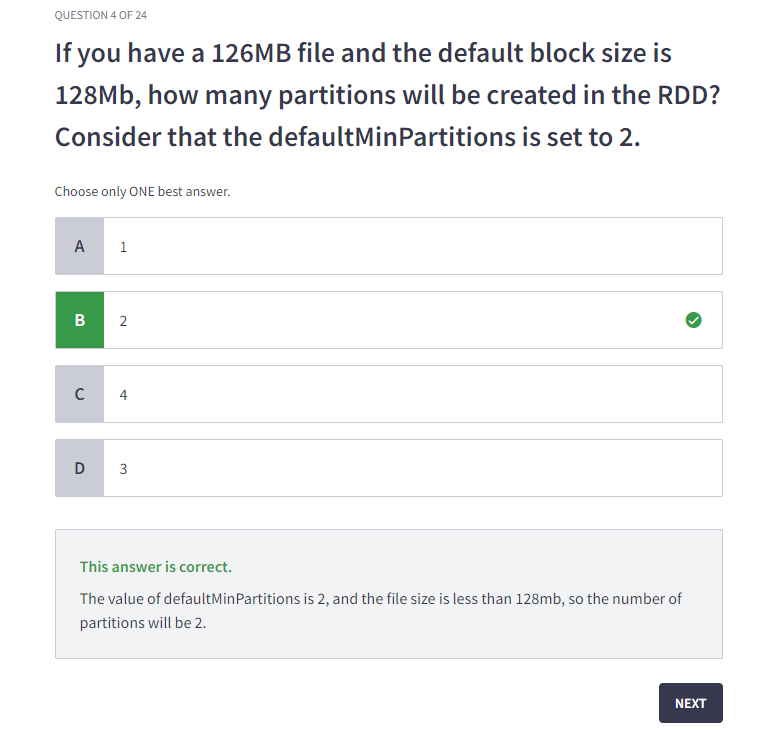 QUESTION 4 OF 24
If you have a 126MB file and the default block size is
128Mb, how many partitions will be created in the RDD?
Consider that the defaultMinPartitions is set to 2.
Choose only ONE best answer.
A 1
B 2
C 4
D 3
This answer is correct.
The value of defaultMinPartitions is 2, and the file size is less than 128mb, so the number of
partitions will be 2.
NEXT